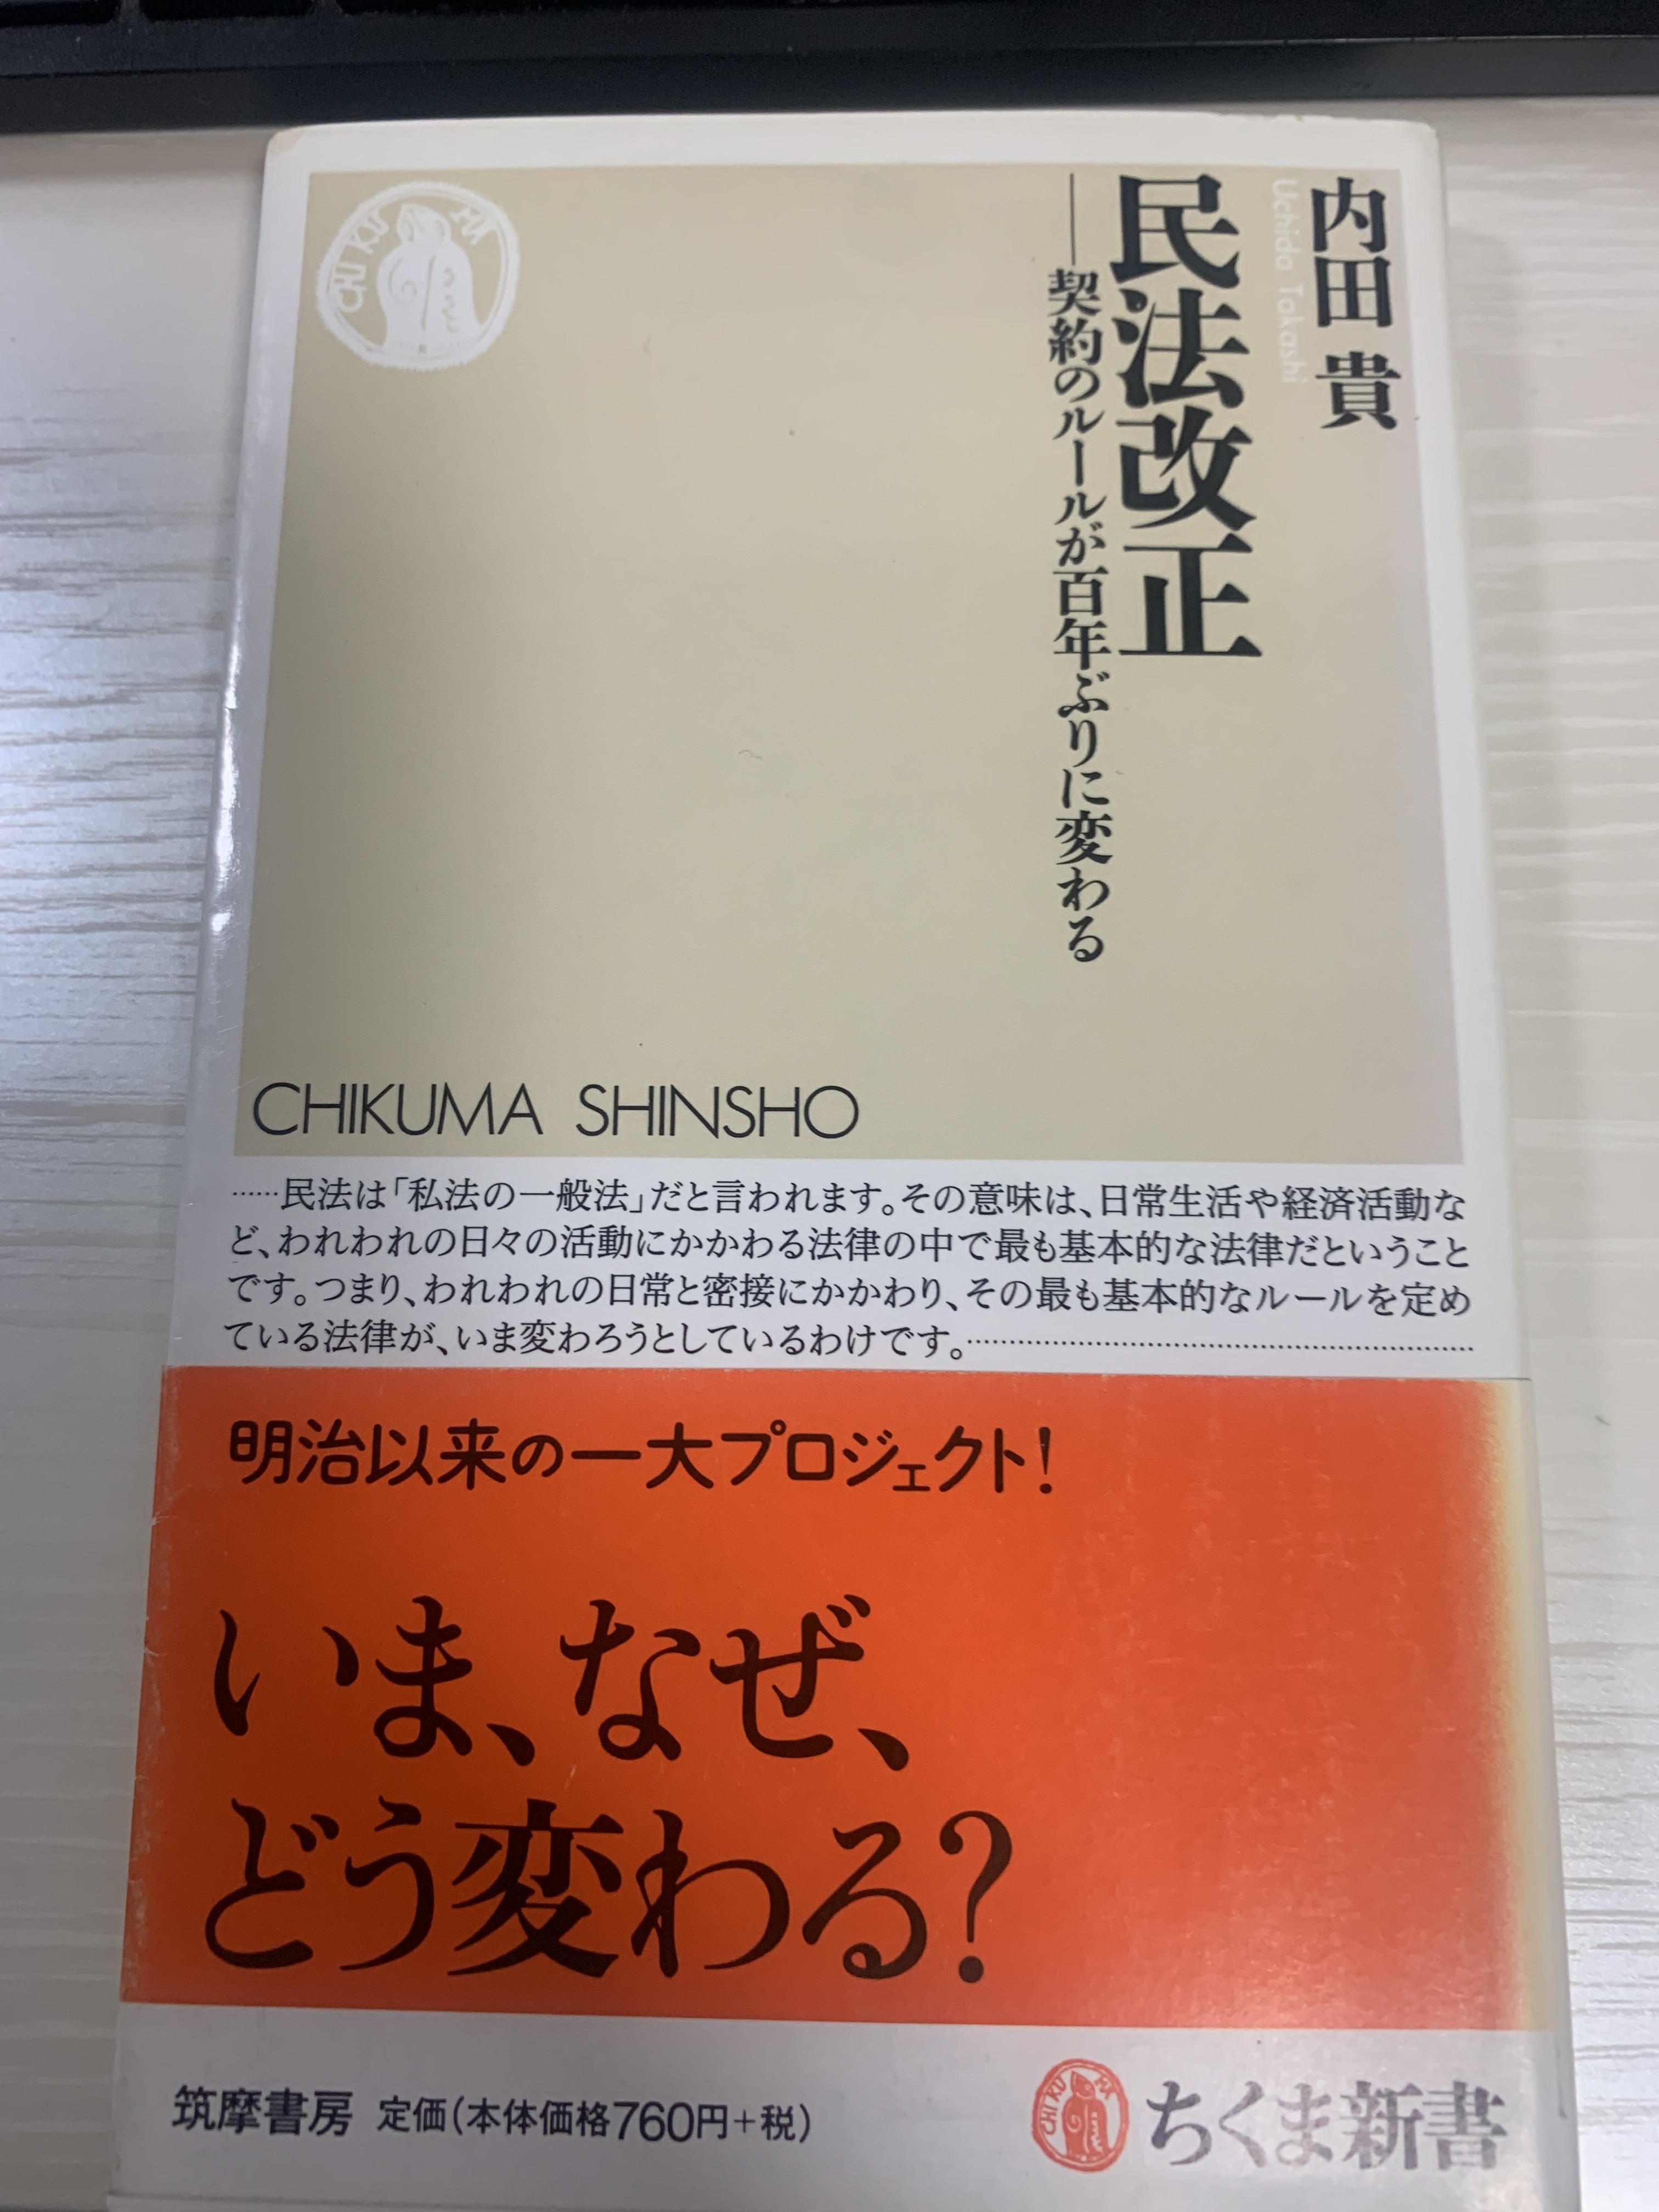 内田 貴
Uchida Takashi
民法改正
──契約のルールが百年ぶりに変わる
CHIKUMA
CHIKUMA SHINSHO
……民法は「私法の一般法」だと言われます。その意味は、日常生活や経済活動な
ど、われわれの日々の活動にかかわる法律の中で最も基本的な法律だということ
です。つまり、われわれの日常と密接にかかわり、その最も基本的なルールを定め
ている法律が、いま変わろうとしているわけです。……………………………………
明治以来の一大プロジェクト!
いま、なぜ、
どう変わる?
筑摩書房 定価(本体価格760円+税)
CHIKUMA
ちくま新書